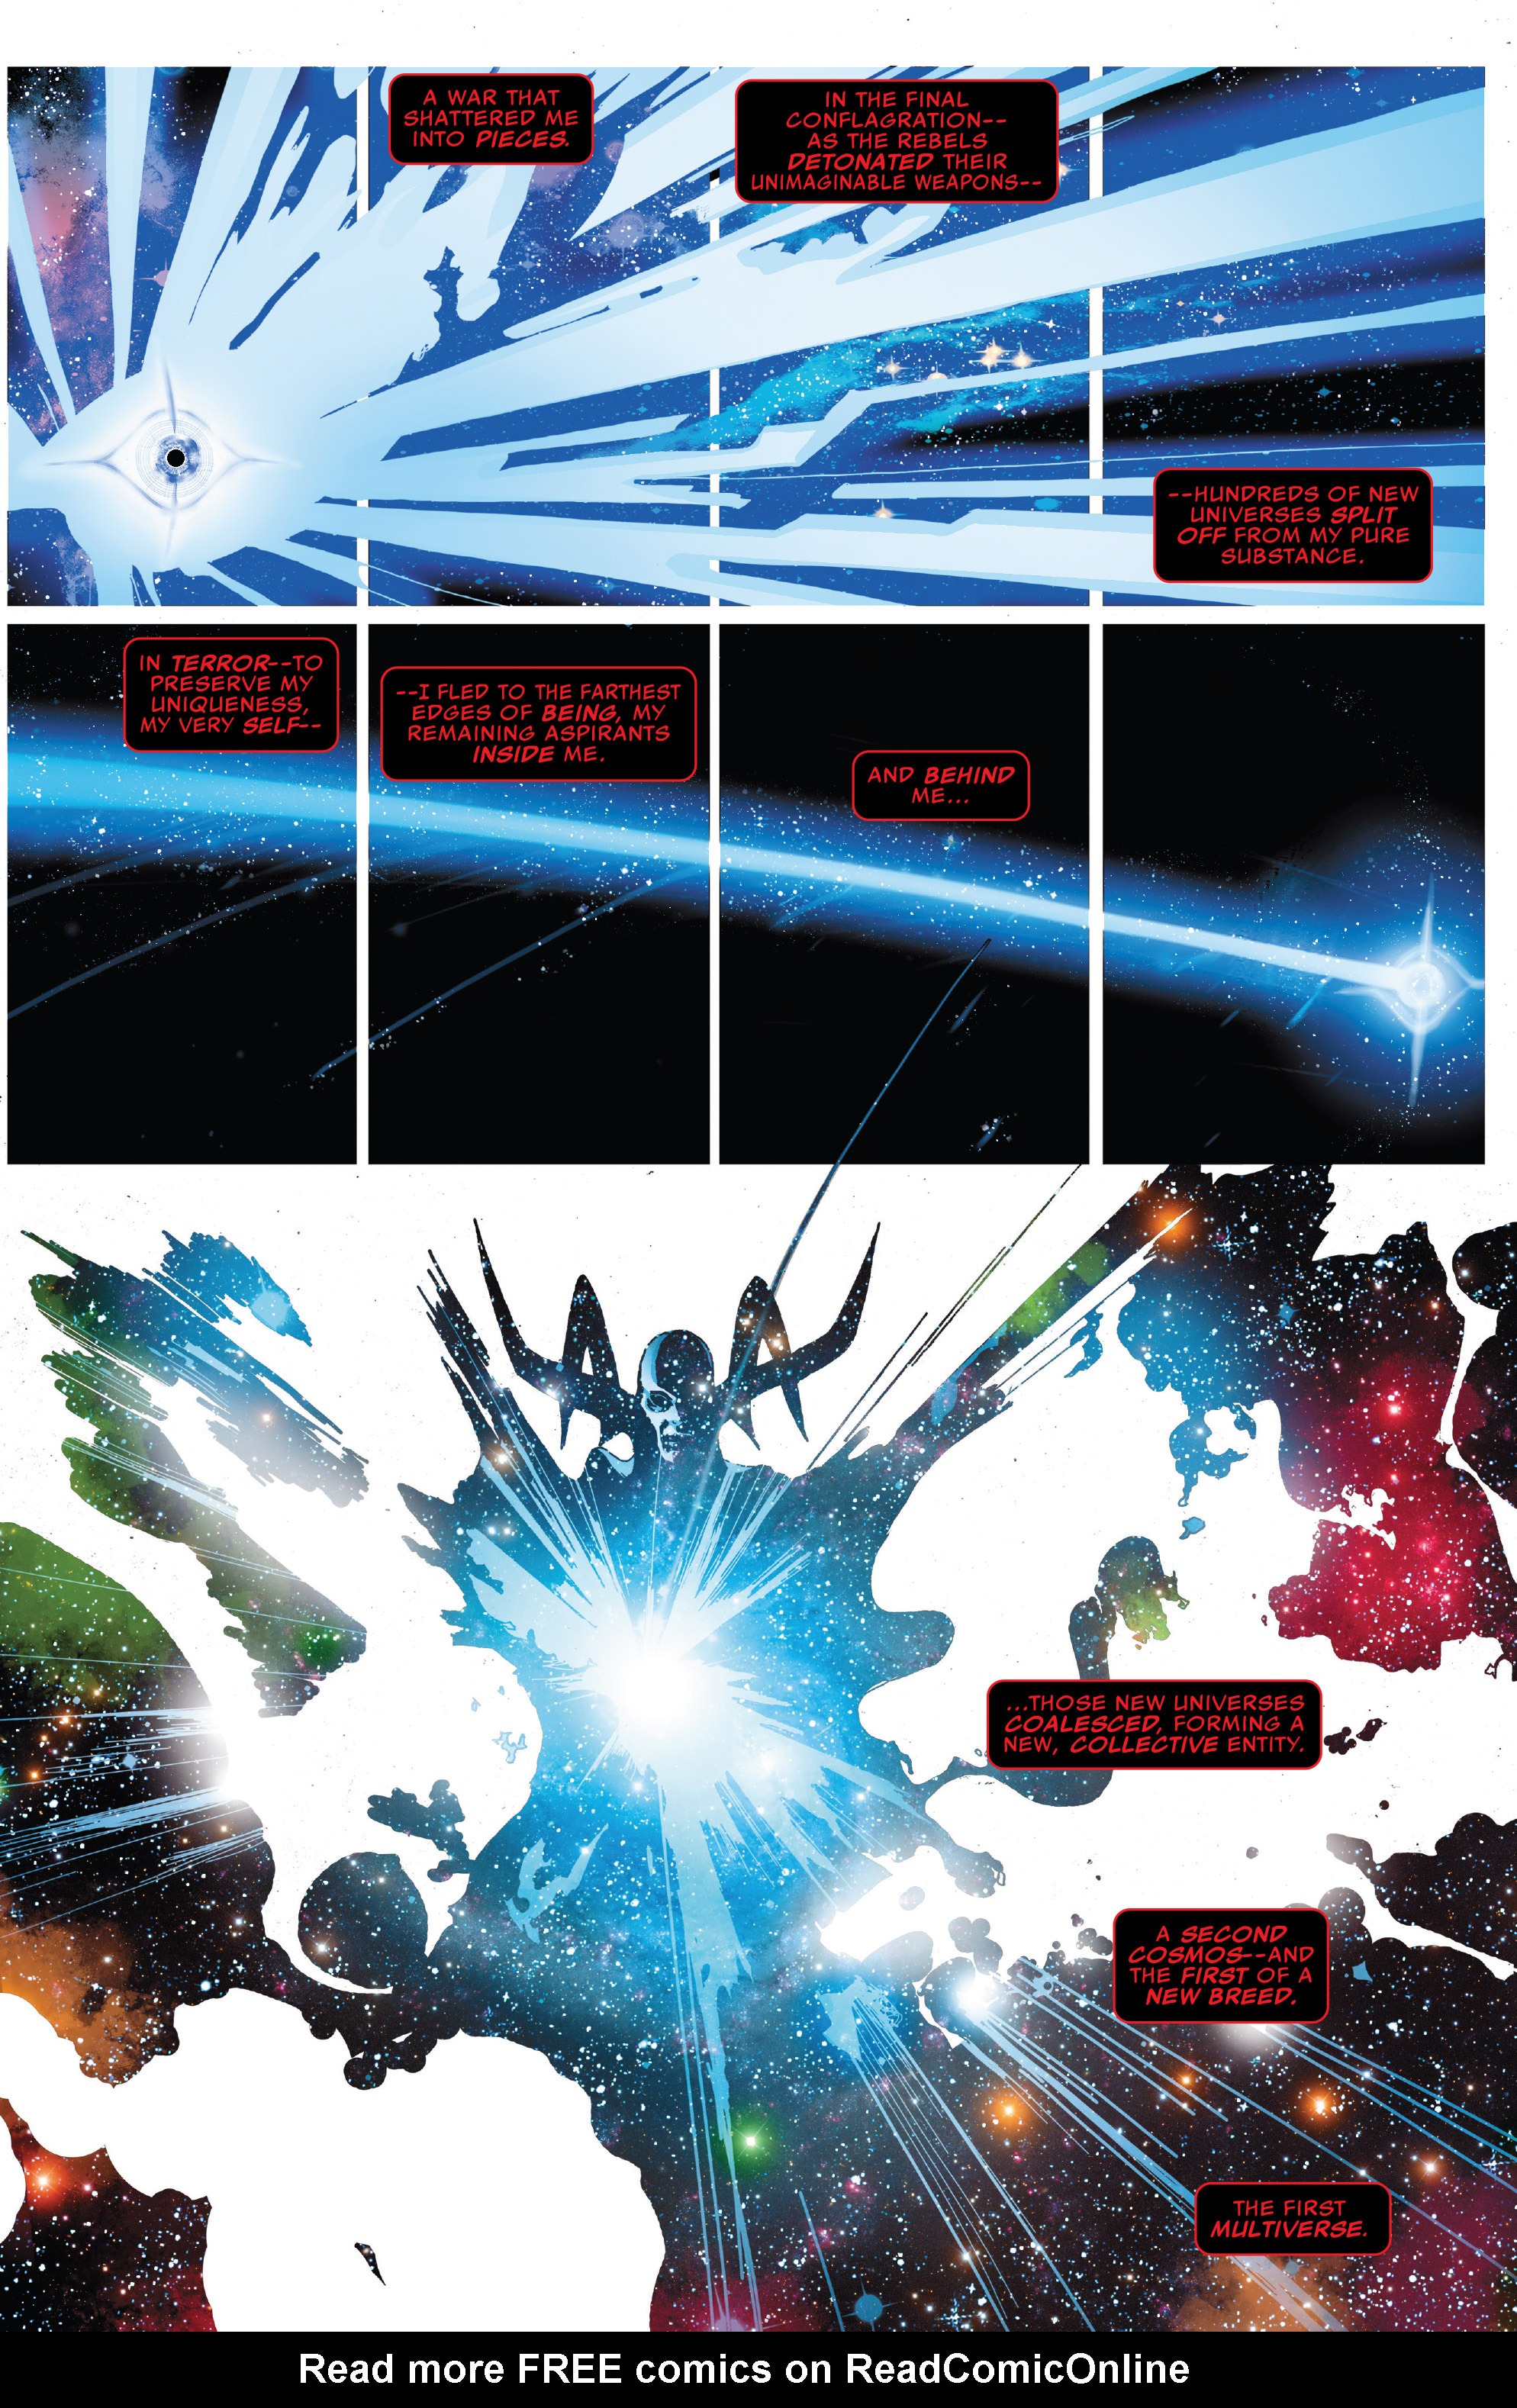 A WAR THAT
SHATTERED ME
INTO PIECES.
IN THE FINAL
CONFLAGRATION--
AS THE REBELS
DETONATED THEIR
UNIMAGINABLE WEAPONS--
--HUNDREDS OF NEW
UNIVERSES SPLIT
OFF FROM MY PURE
SUBSTANCE.
IN TERROR--TO
PRESERVE MY
UNIQUENESS,
MY VERY SELF--
--I FLED TO THE FARTHEST
EDGES OF BEING, MY
REMAINING ASPIRANTS
INSIDE ME.
AND BEHIND
ME...
...THOSE NEW UNIVERSES
COALESCED, FORMING A
NEW, COLLECTIVE ENTITY.
A SECOND
COSMOS--AND
THE FIRST OF A
NEW BREED.
THE FIRST
MULTIVERSE.
Read more FREE comics on ReadComicOnline